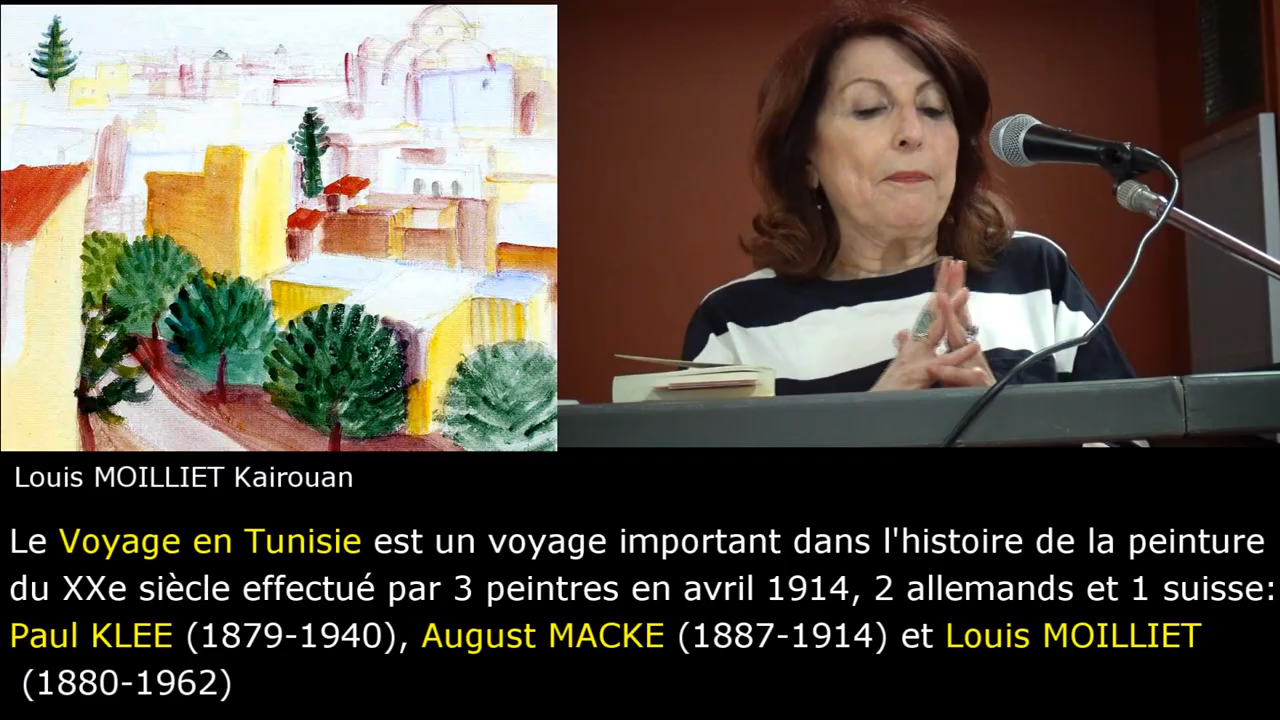 Louis MOILLIET Kairouan
Le Voyage en Tunisie est un voyage important dans l'histoire de la peinture
du XXe siècle effectué par 3 peintres en avril 1914, 2 allemands et 1 suisse:
Paul KLEE (1879-1940), August MACKE (1887-1914) et Louis MOILLIET
(1880-1962)